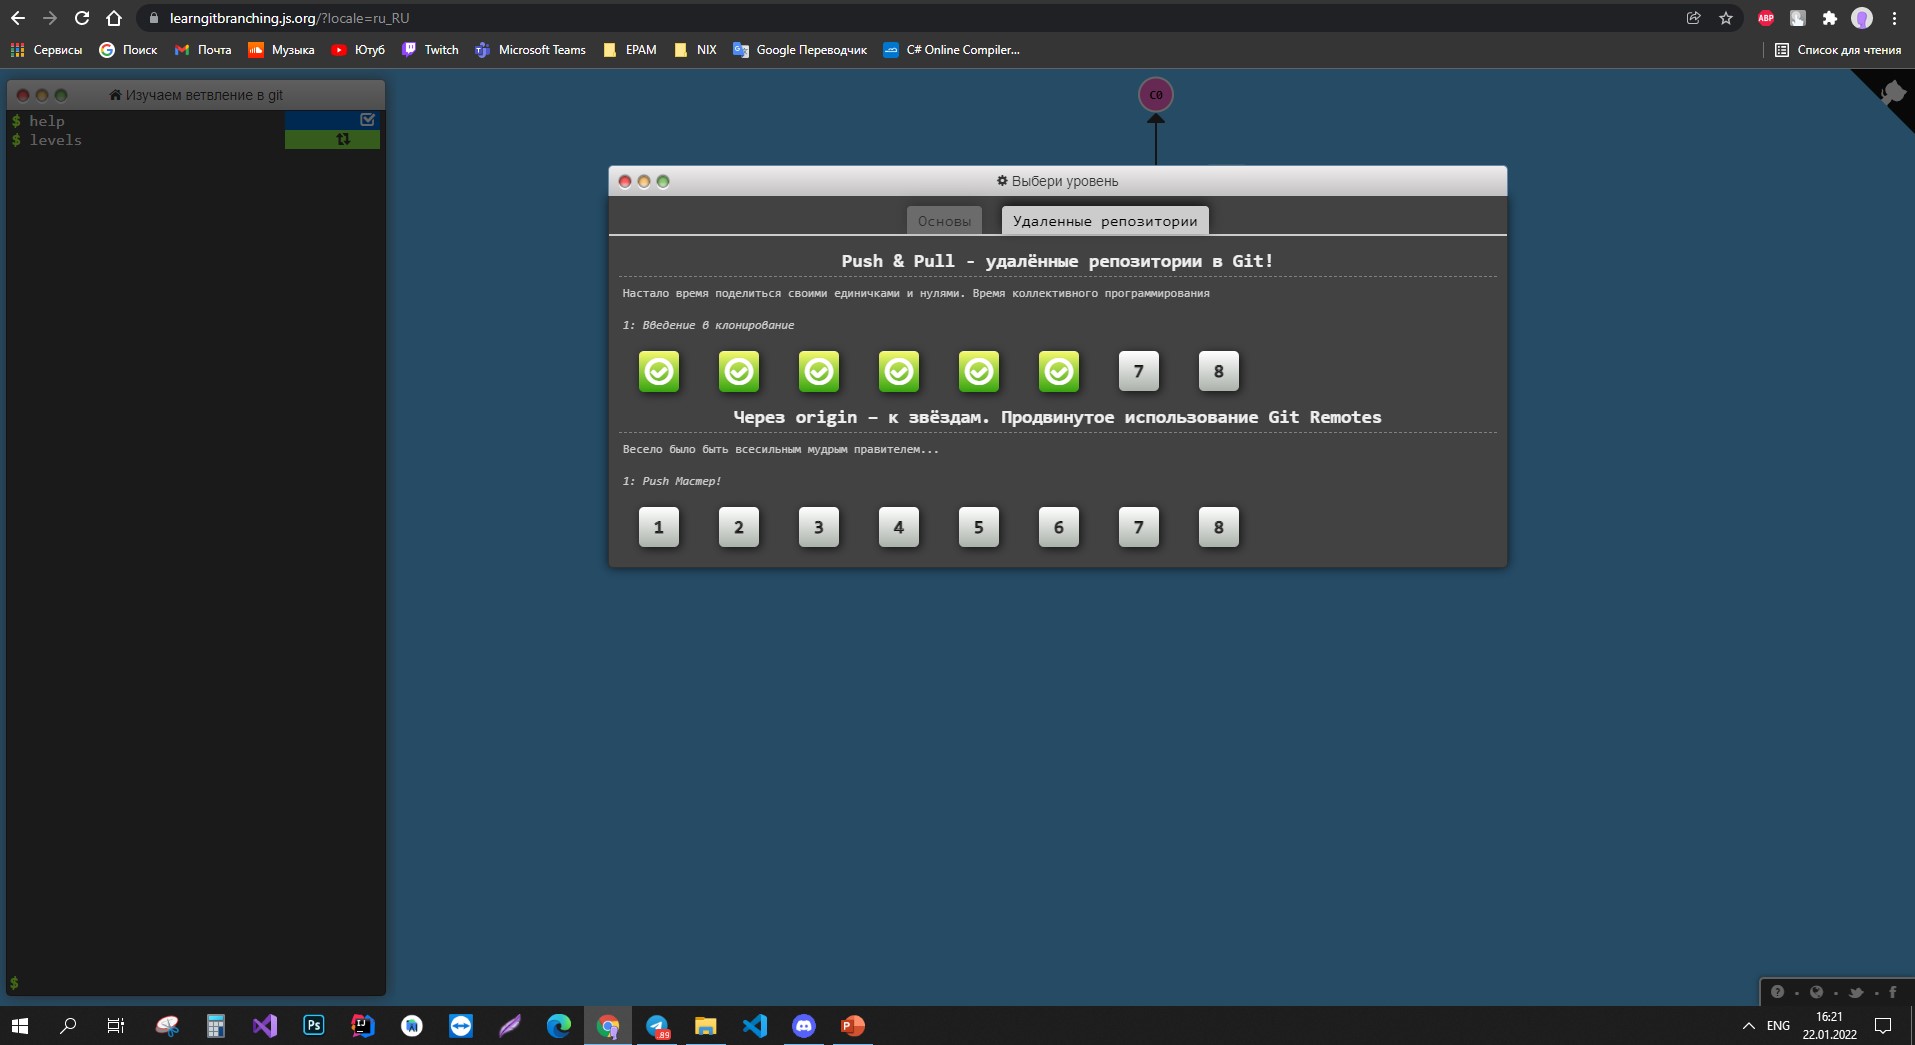 learngitbranching.js.org/?locale=ru_RU
ABP
Сервисы Поиск Почта Музыка Ютуб Twitch Microsoft Teams EPAM NIX Google Переводчик C# Online Compiler... Список для чтения
Изучаем ветвление в git
$ help
$ levels
C0
Выбери уровень
Основы Удаленные репозитории
Push & Pull - удалённые репозитории в Git!
Настало время поделиться своими единичками и нулями. Время коллективного программирования
1: Введение в клонирование
7 8
Через origin – к звёздам. Продвинутое использование Git Remotes
Весело было быть всесильным мудрым правителем...
1: Push Мастер!
1 2 3 4 5 6 7 8
$
Ps
89
P
ENG
16:21
22.01.2022